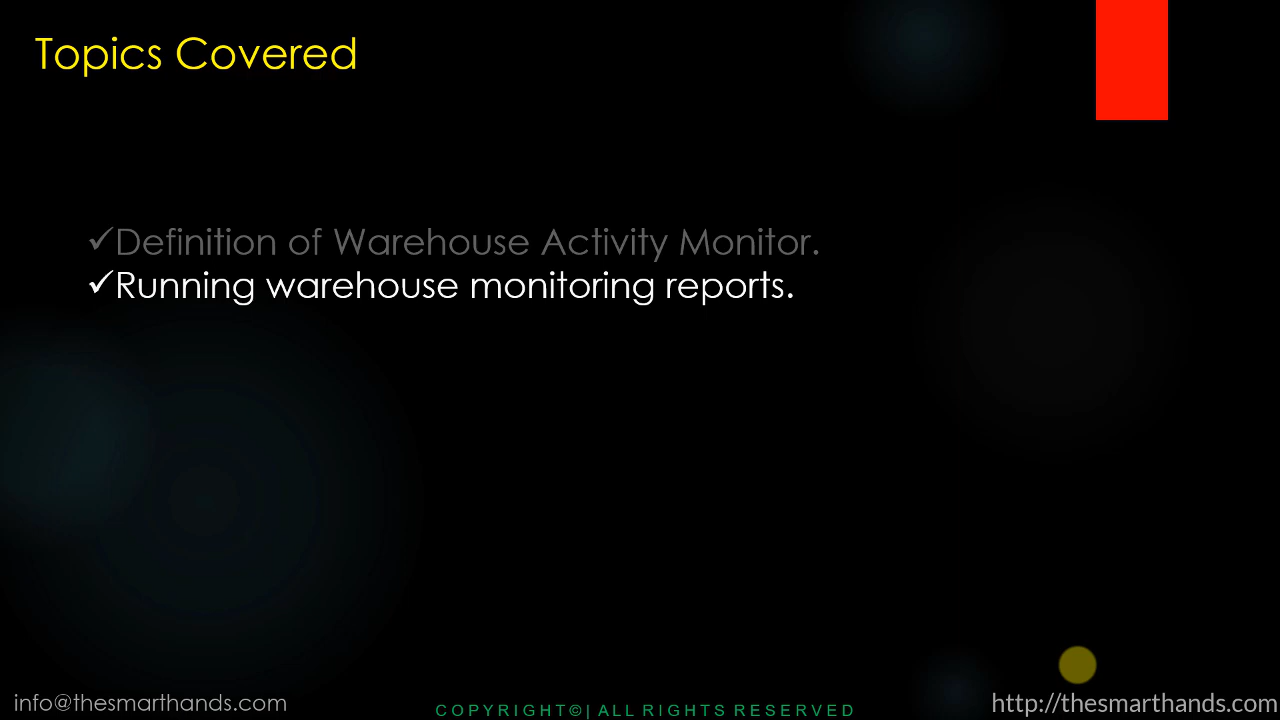 Topics Covered
✓Definition of Warehouse Activity Monitor.
✓Running warehouse monitoring reports.
info@thesmarthands.com
COPYRIGHT©| ALL RIGHTS RESERVED
http://thesmarthands.com